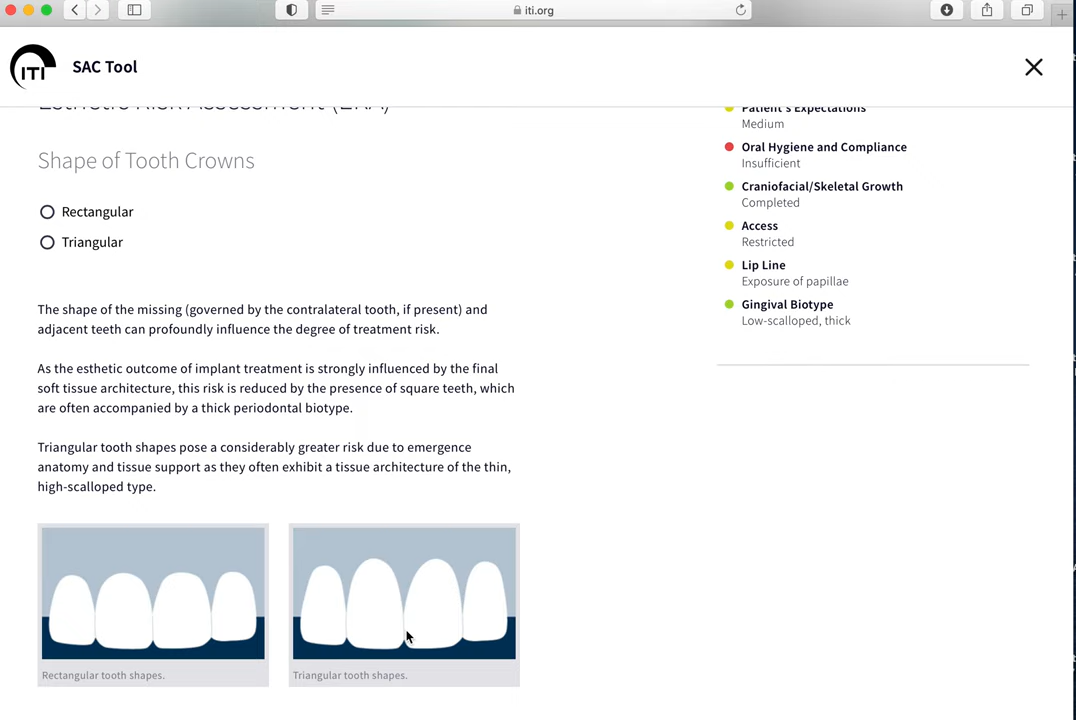 iti.org
ITI
SAC Tool
Esthetic Risk Assessment (ERA)
Shape of Tooth Crowns
Rectangular
Triangular
The shape of the missing (governed by the contralateral tooth, if present) and
adjacent teeth can profoundly influence the degree of treatment risk.
As the esthetic outcome of implant treatment is strongly influenced by the final
soft tissue architecture, this risk is reduced by the presence of square teeth, which
are often accompanied by a thick periodontal biotype.
Triangular tooth shapes pose a considerably greater risk due to emergence
anatomy and tissue support as they often exhibit a tissue architecture of the thin,
high-scalloped type.
Rectangular tooth shapes.
Triangular tooth shapes.
Patient's Expectations
Medium
Oral Hygiene and Compliance
Insufficient
Craniofacial/Skeletal Growth
Completed
Access
Restricted
Lip Line
Exposure of papillae
Gingival Biotype
Low-scalloped, thick